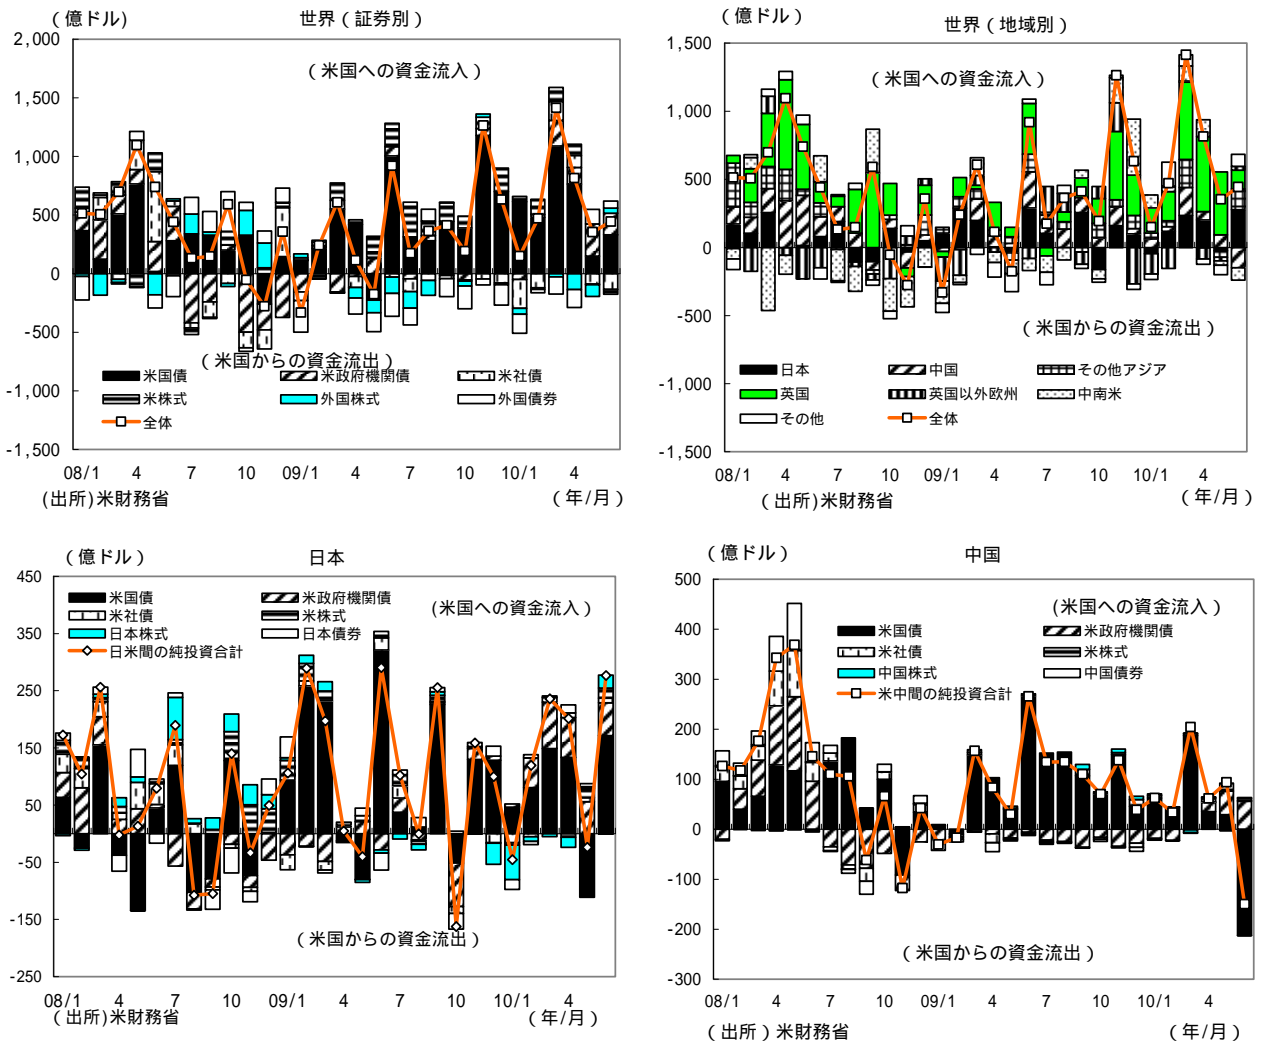 （億ドル）
世界（証券別）
（米国への資金流入）
2,000
1,500
1,000
500
0
-500
-1,000
-1,500
（米国からの資金流出）
米国債
米政府機関債
米社債
米株式
外国株式
外国債券
全体
08/1 4 7 10 09/1 4 7 10 10/1 4
(出所)米財務省
（年/月）
（億ドル）
世界（地域別）
（米国への資金流入）
1,500
1,000
500
0
-500
-1,000
-1,500
（米国からの資金流出）
日本
中国
その他アジア
英国
英国以外欧州
中南米
その他
全体
08/1 4 7 10 09/1 4 7 10 10/1 4
（出所)米財務省
（年/月）
（億ドル）
日本
450
350
250
150
50
-50
-150
-250
米国債
米政府機関債
米社債
米株式
日本株式
日本債券
日米間の純投資合計
(米国への資金流入）
（米国からの資金流出）
08/1 4 7 10 09/1 4 7 10 10/1 4
（出所)米財務省
（年/月）
（億ドル）
中国
500
400
300
200
100
0
-100
-200
-300
(米国への資金流入）
米国債
米政府機関債
米社債
米株式
中国株式
中国債券
米中間の純投資合計
（米国からの資金流出）
08/1 4 7 10 09/1 4 7 10 10/1 4
（出所）米財務省
（年/月）